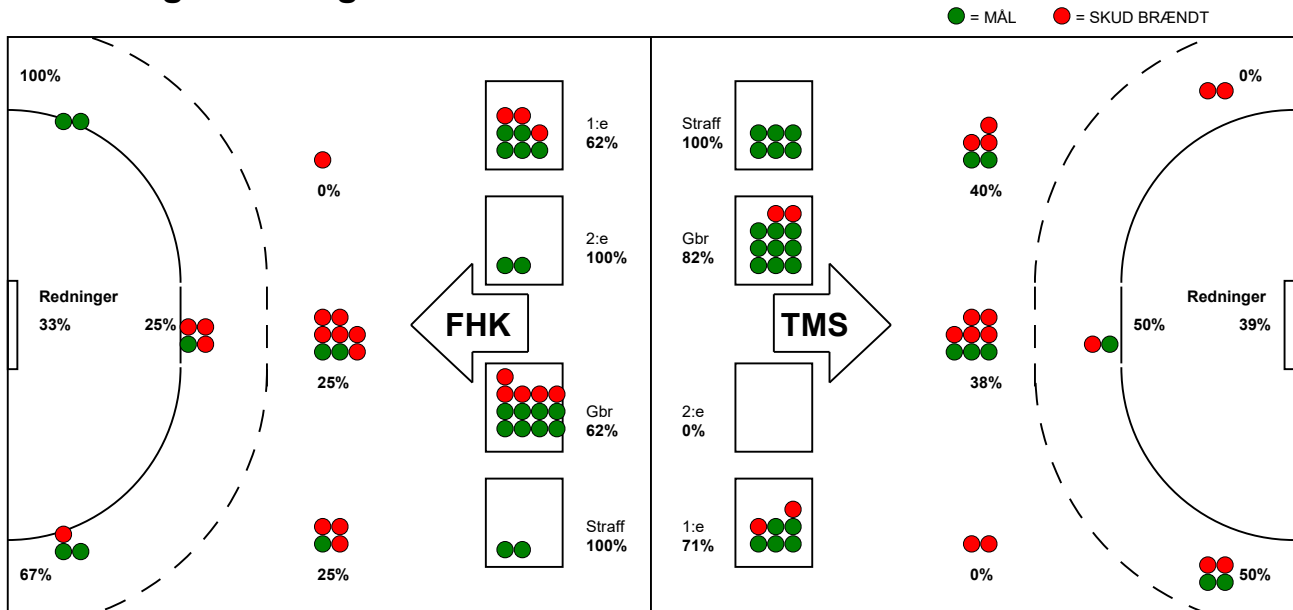 = MÅL = SKUD BRÆNDT
100%
0%
1:e
62%
2:e
100%
Redninger
33%
25%
25%
FHK
Gbr
62%
Straff
100%
67%
25%
Straff
100%
0%
40%
Gbr
82%
TMS
50%
Redninger
39%
38%
2:e
0%
1:e
71%
0%
50%